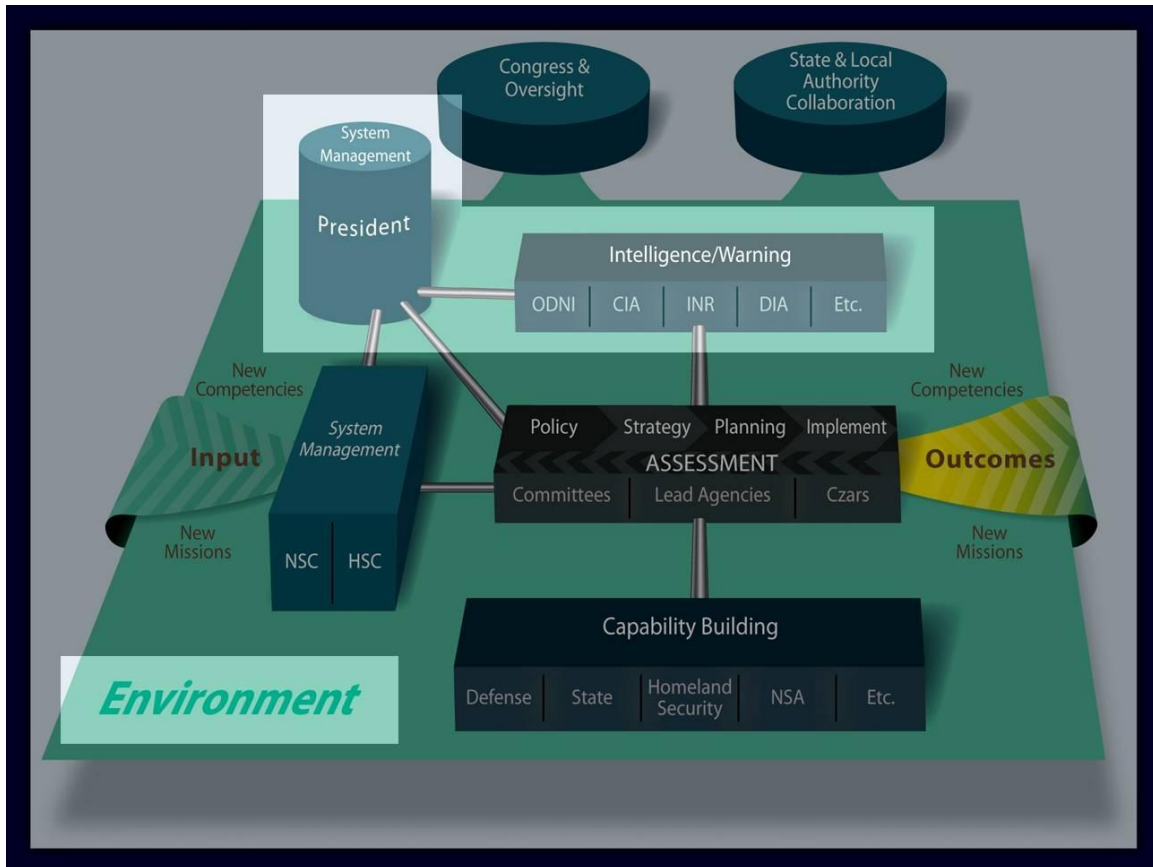 Congress &
Oversight
State & Local
Authority
Collaboration
System
Management
President
Intelligence/Warning
ODNI
CIA
INR
DIA
Etc.
New
Competencies
New
Competencies
Input
System
Management
Policy
Strategy
Planning
Implement
ASSESSMENT
Committees
Lead Agencies
Czars
Outcomes
New
Missions
New
Missions
NSC
HSC
Capability Building
Defense
State
Homeland
Security
NSA
Etc.
Environment